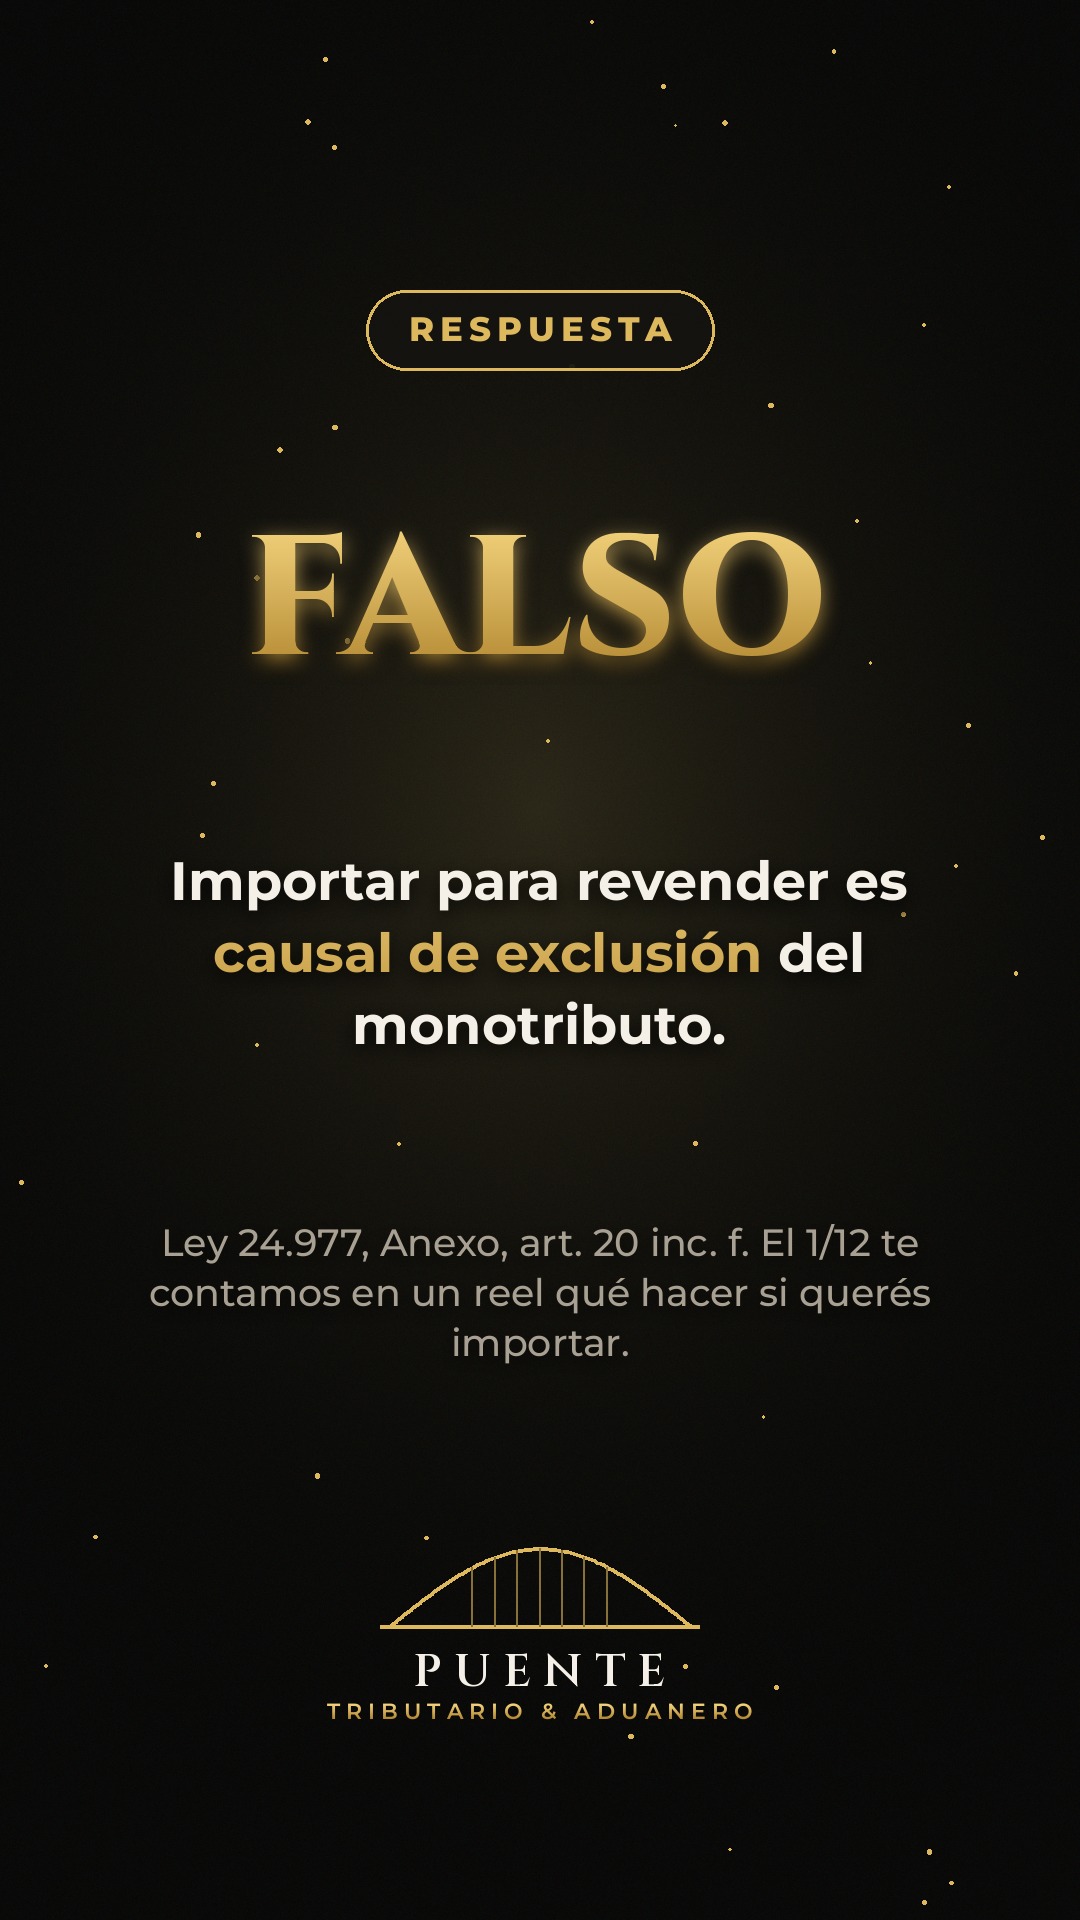 RESPUESTA
FALSO
Importar para revender es
causal de exclusión del
monotributo.
Ley 24.977, Anexo, art. 20 inc. f. El 1/12 te
contamos en un reel qué hacer si querés
importar.
PUENTE
TRIBUTARIO & ADUANERO